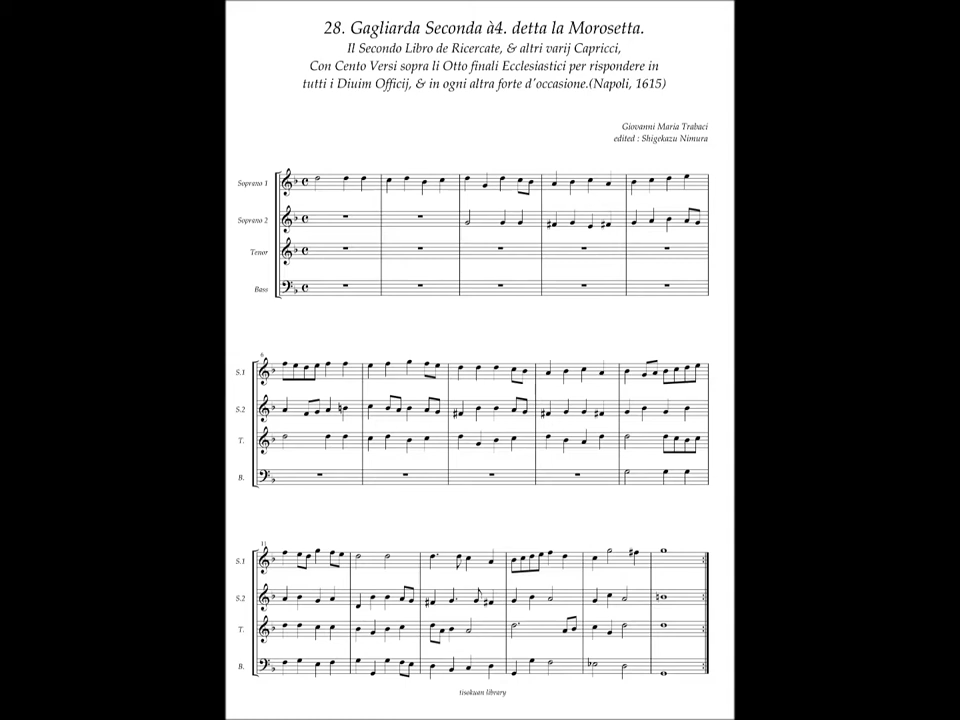 28. Gagliarda Seconda à4. detta la Morosetta.
Il Secondo Libro de Ricercate, & altri varij Capricci,
Con Cento Versi sopra li Otto finali Ecclesiastici per rispondere in
tutti i Diuim Officij, & in ogni altra forte d'occasione.(Napoli, 1615)
Giovanni Maria Trabaci
edited : Shigekazu Nimura
Soprano 1
Soprano 2
Tenor
Bass
6
S.1
S.2
T.
B.
11
S.1
S.2
T.
B.
tisokuan library